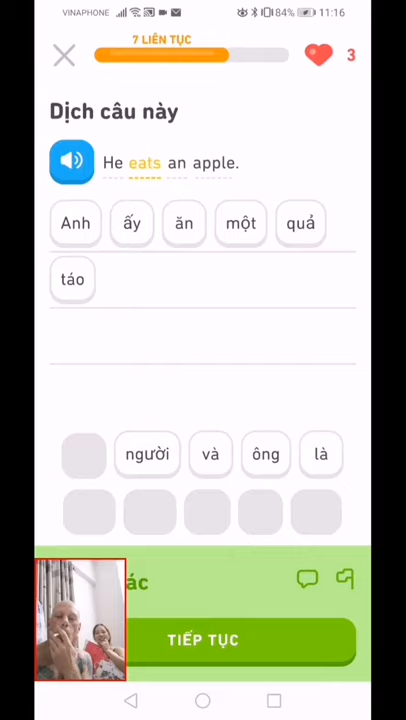 VINAPHONE 84% 11:16
7 LIÊN TỤC
3
Dịch câu này
He eats an apple.
Anh ấy ăn một quả
táo
người và ông là
ác
TIẾP TỤC